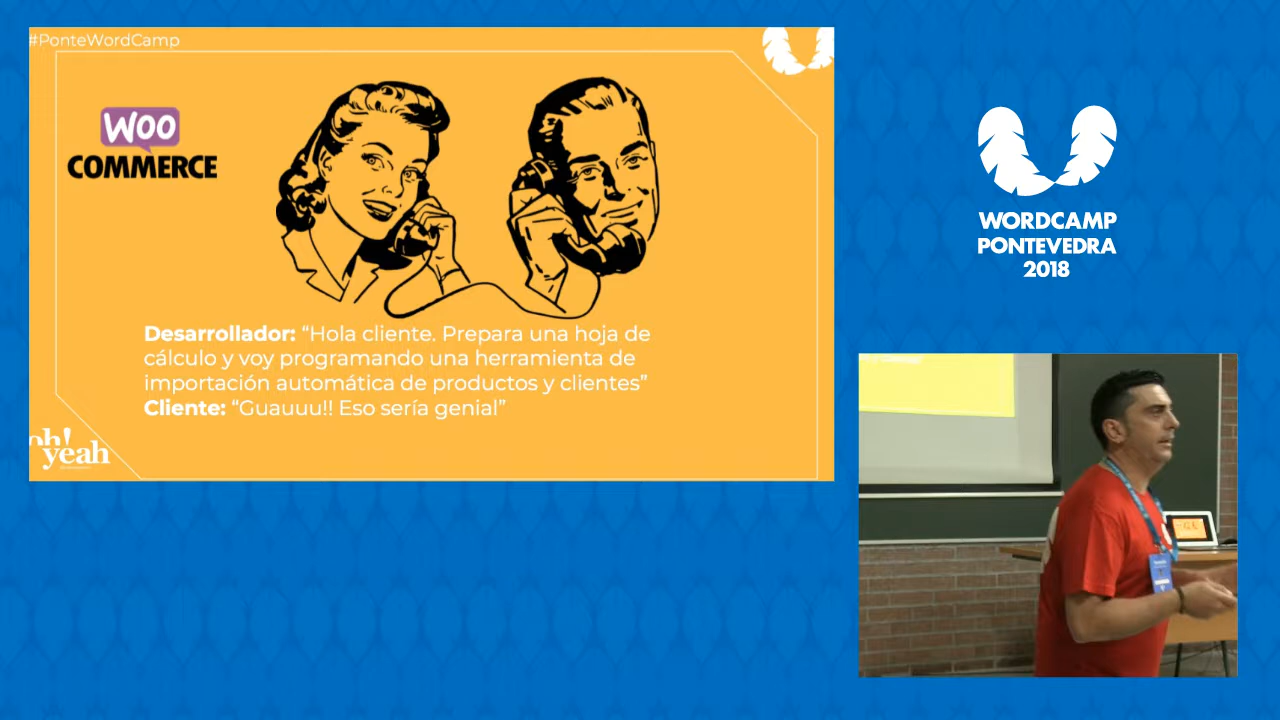 #PonteWordCamp
WOO
COMMERCE
Desarrollador: “Hola cliente. Prepara una hoja de
cálculo y voy programando una herramienta de
importación automática de productos y clientes”
Cliente: “Guauuu!! Eso sería genial”
oh!
yeah
WORDCAMP
PONTEVEDRA
2018